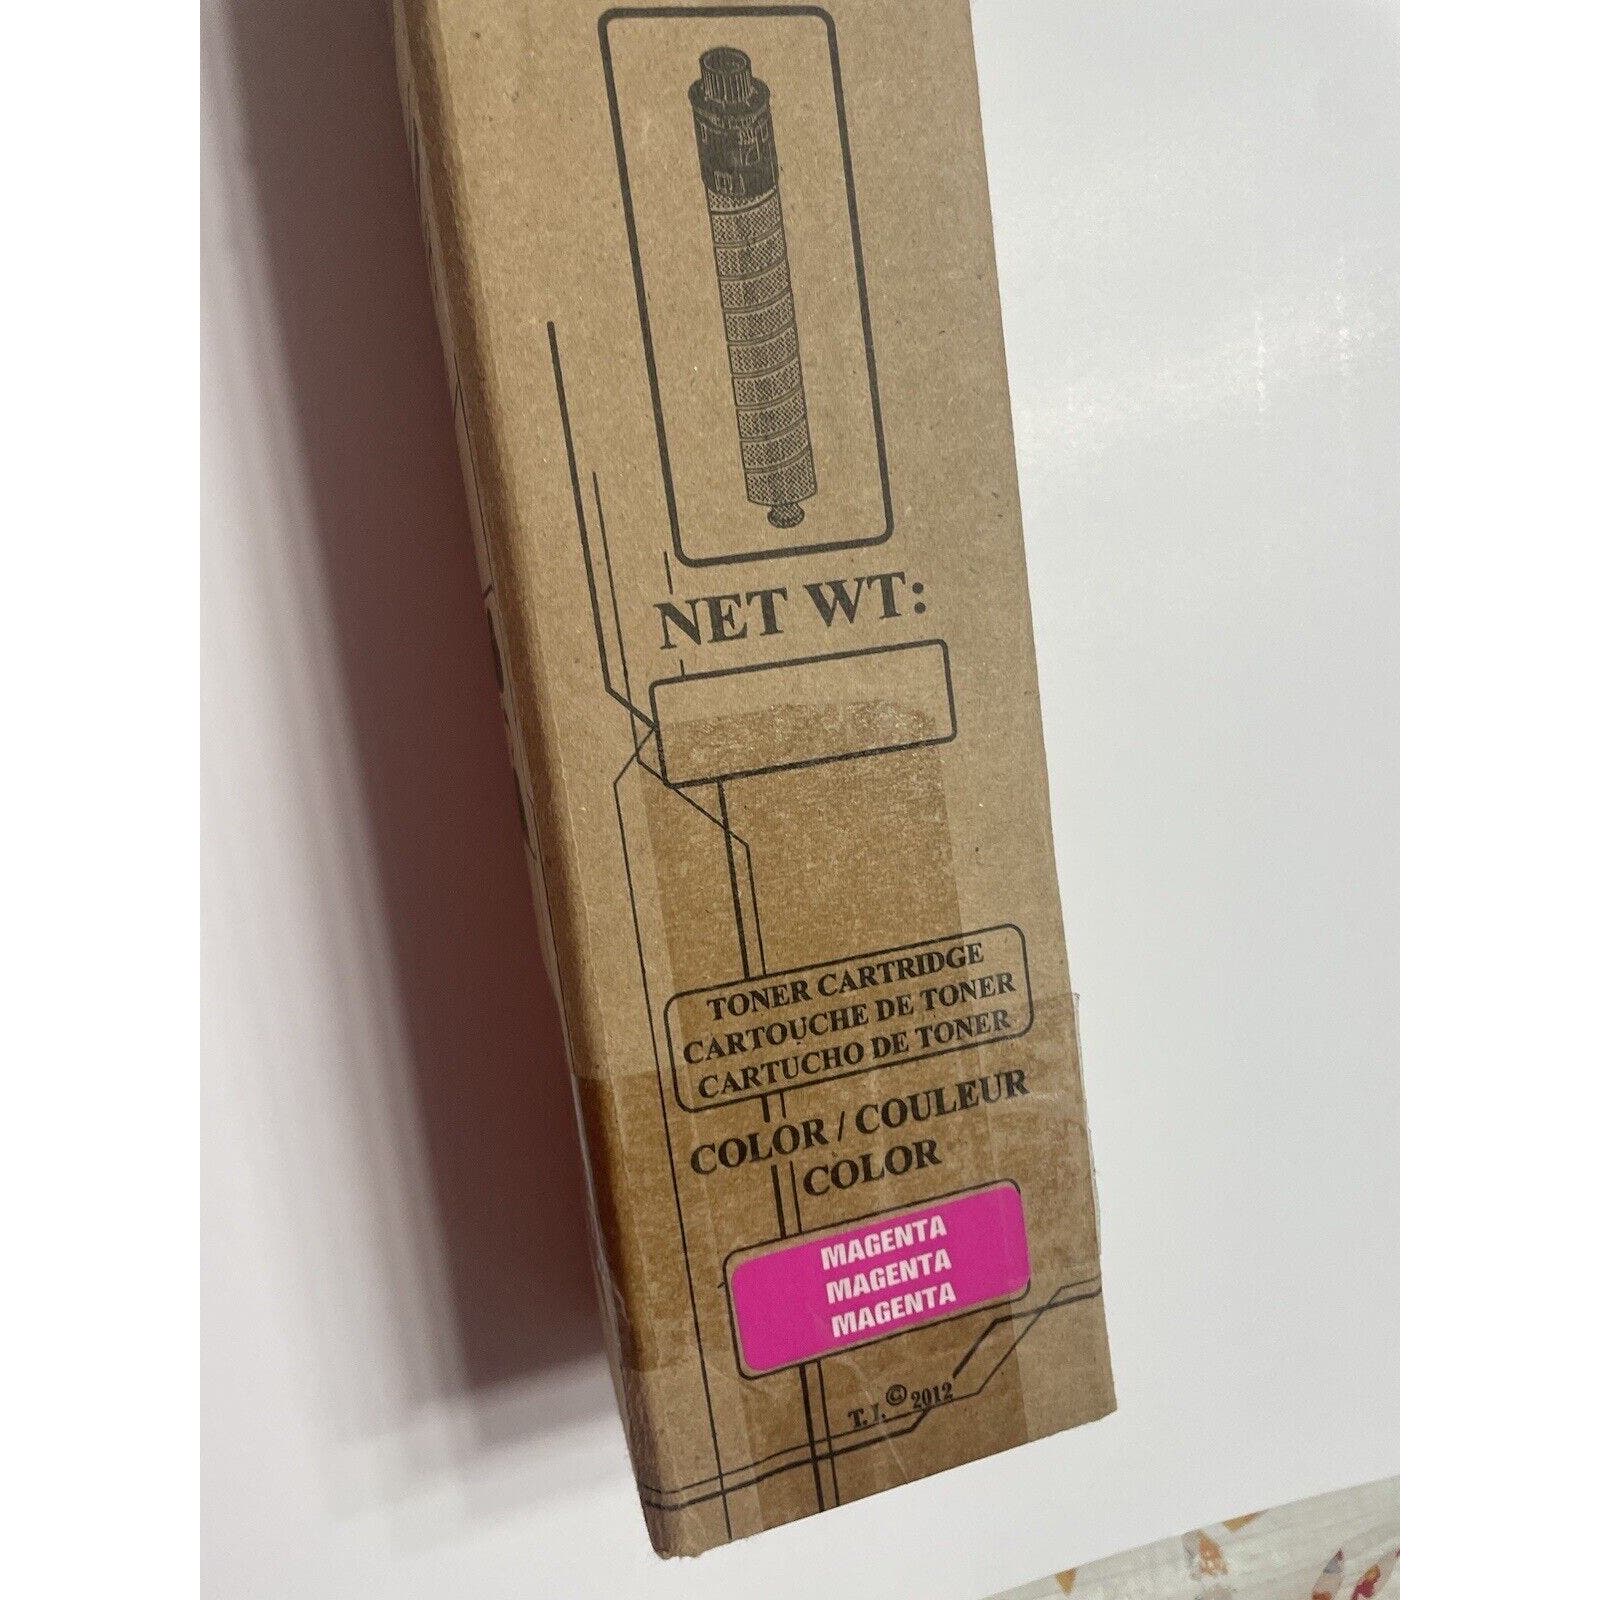 NET WT:
TONER CARTRIDGE
CARTOUCHE DE TONER
CARTUCHO DE TONER
COLOR / COULEUR
COLOR
MAGENTA
MAGENTA
MAGENTA
T.J.© 2012